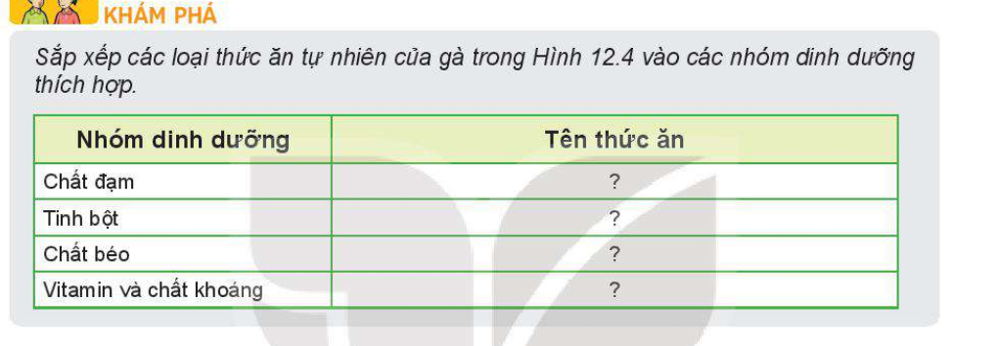 KHÁM PHÁ
Sắp xếp các loại thức ăn tự nhiên của gà trong Hình 12.4 vào các nhóm dinh dưỡng
thích hợp.
Nhóm dinh dưỡng Tên thức ăn
Chất đạm ?
Tinh bột ?
Chất béo ?
Vitamin và chất khoáng ?